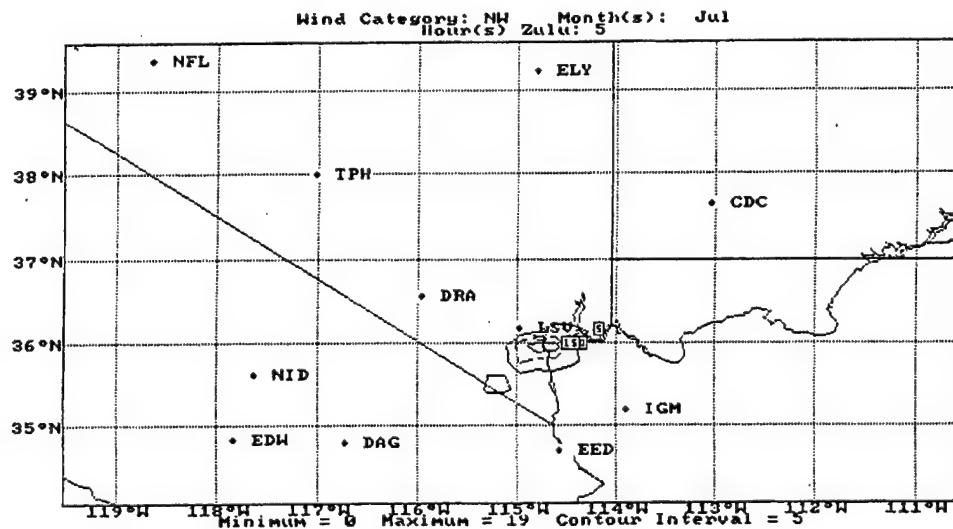 Wind Category: NW Month(s): Jul
Hour(s) Zulu: 5
NFL
ELY
39°N
38°N
TPH
CDC
37°N
DRA
LSV
5
36°N
NID
IGM
35°N
EDW
DAG
EED
119°W 118°W 117°W 116°W 115°W 114°W 113°W 112°W 111°W
Minimum = 0 Maximum = 19 Contour Interval = 5